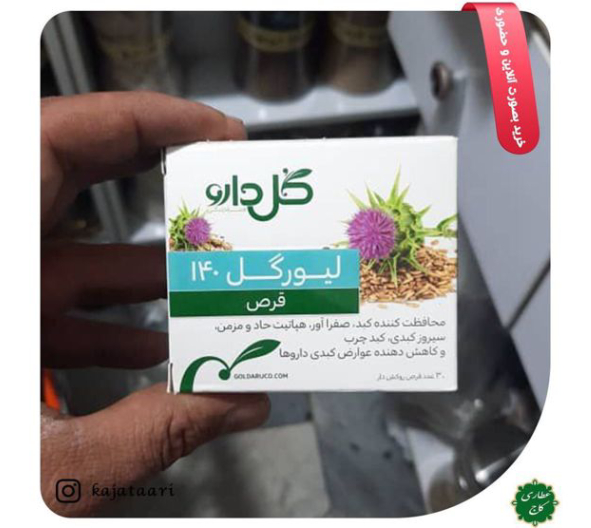 خرید بصورت آنلاین و حضوری
گل دارو
لیورگل ۱۴۰
قرص
محافظت کننده کبد، صفرا آور، هپاتیت حاد و مزمن،
سیروز کبدی، کبد چرب
و کاهش دهنده عوارض کبدی داروها
GOLDARUCO.COM
۳۰ عدد قرص روکش دار
kajataari
عطاری
کاج